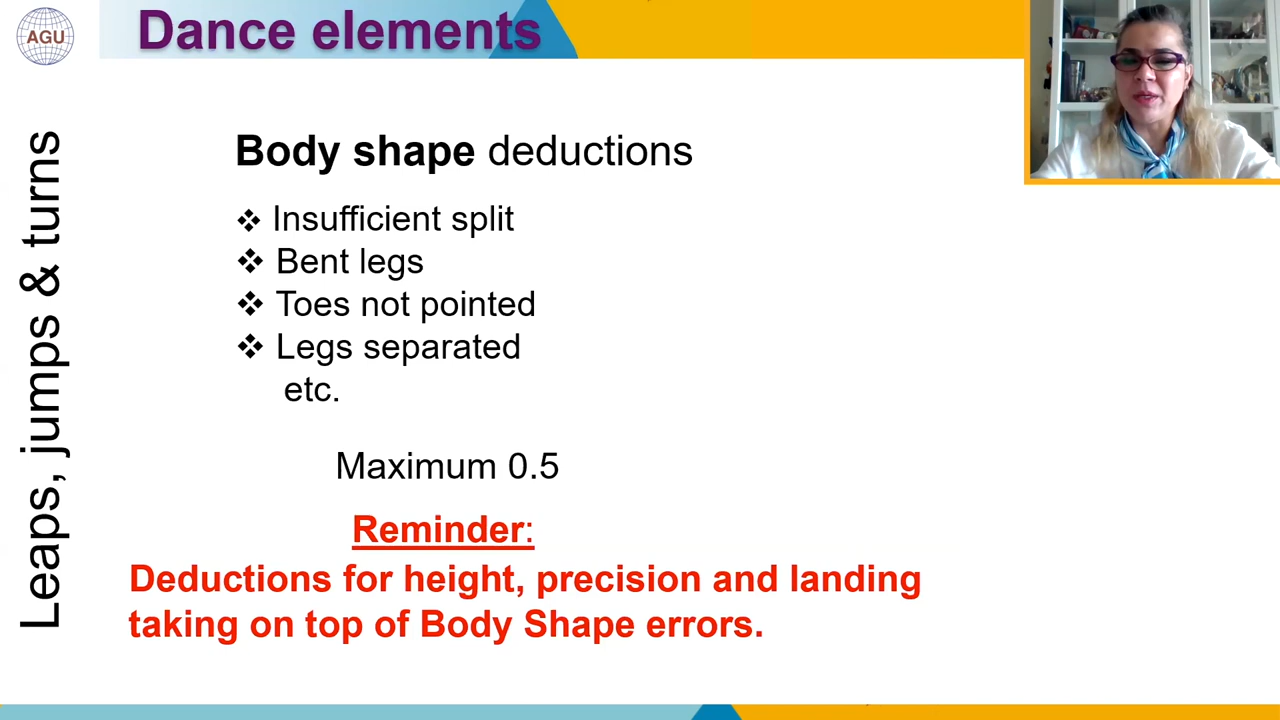 AGU
Dance elements
Leaps, jumps & turns
Body shape deductions
❖ Insufficient split
❖ Bent legs
❖ Toes not pointed
❖ Legs separated
etc.
Maximum 0.5
Reminder:
Deductions for height, precision and landing
taking on top of Body Shape errors.